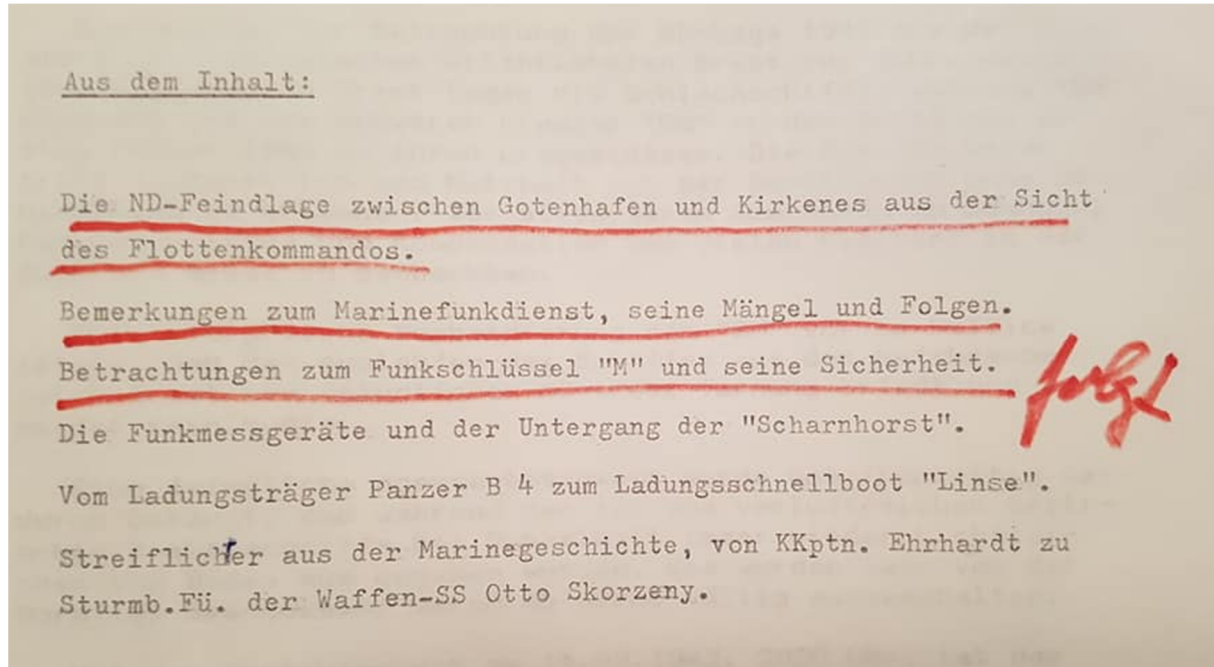 Aus dem Inhalt:
Die ND-Feindlage zwischen Gotenhafen und Kirkenes aus der Sicht
des Flottenkommandos.
Bemerkungen zum Marinefunkdienst, seine Mängel und Folgen.
Betrachtungen zum Funkschlüssel "M" und seine Sicherheit.
folgt
Die Funkmessgeräte und der Untergang der "Scharnhorst".
Vom Ladungsträger Panzer B 4 zum Ladungsschnellboot "Linse".
Streiflichter aus der Marinegeschichte, von KKptn. Ehrhardt zu
Sturmb.Fü. der Waffen-SS Otto Skorzeny.